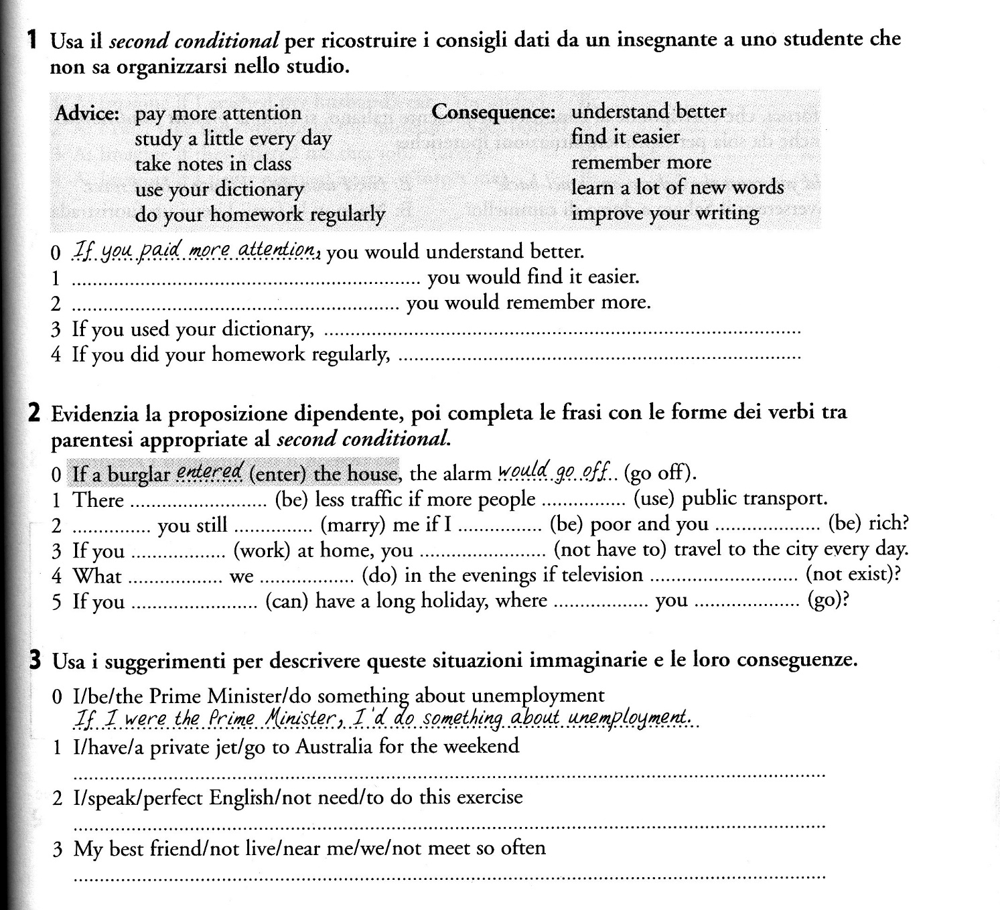 1 Usa il second conditional per ricostruire i consigli dati da un insegnante a uno studente che
non sa organizzarsi nello studio.
Advice: pay more attention Consequence: understand better
study a little every day find it easier
take notes in class remember more
use your dictionary learn a lot of new words
do your homework regularly improve your writing
0 If you paid more attention, you would understand better.
1 .................................................................. you would find it easier.
2 .............................................................. you would remember more.
3 If you used your dictionary, ..........................................................................................
4 If you did your homework regularly, ............................................................................
2 Evidenzia la proposizione dipendente, poi completa le frasi con le forme dei verbi tra
parentesi appropriate al second conditional.
0 If a burglar entered (enter) the house, the alarm would go off.. (go off).
1 There .......................... (be) less traffic if more people ................ (use) public transport.
2 ............... you still ............... (marry) me if I ................ (be) poor and you .................... (be) rich?
3 If you .................. (work) at home, you ........................ (not have to) travel to the city every day.
4 What .................. we .................. (do) in the evenings if television ............................ (not exist)?
5 If you ........................ (can) have a long holiday, where .................. you .................... (go)?
3 Usa i suggerimenti per descrivere queste situazioni immaginarie e le loro conseguenze.
0 I/be/the Prime Minister/do something about unemployment
If I were the Prime Minister, I'd do something about unemployment.
1 I/have/a private jet/go to Australia for the weekend
2 I/speak/perfect English/not need/to do this exercise
3 My best friend/not live/near me/we/not meet so often